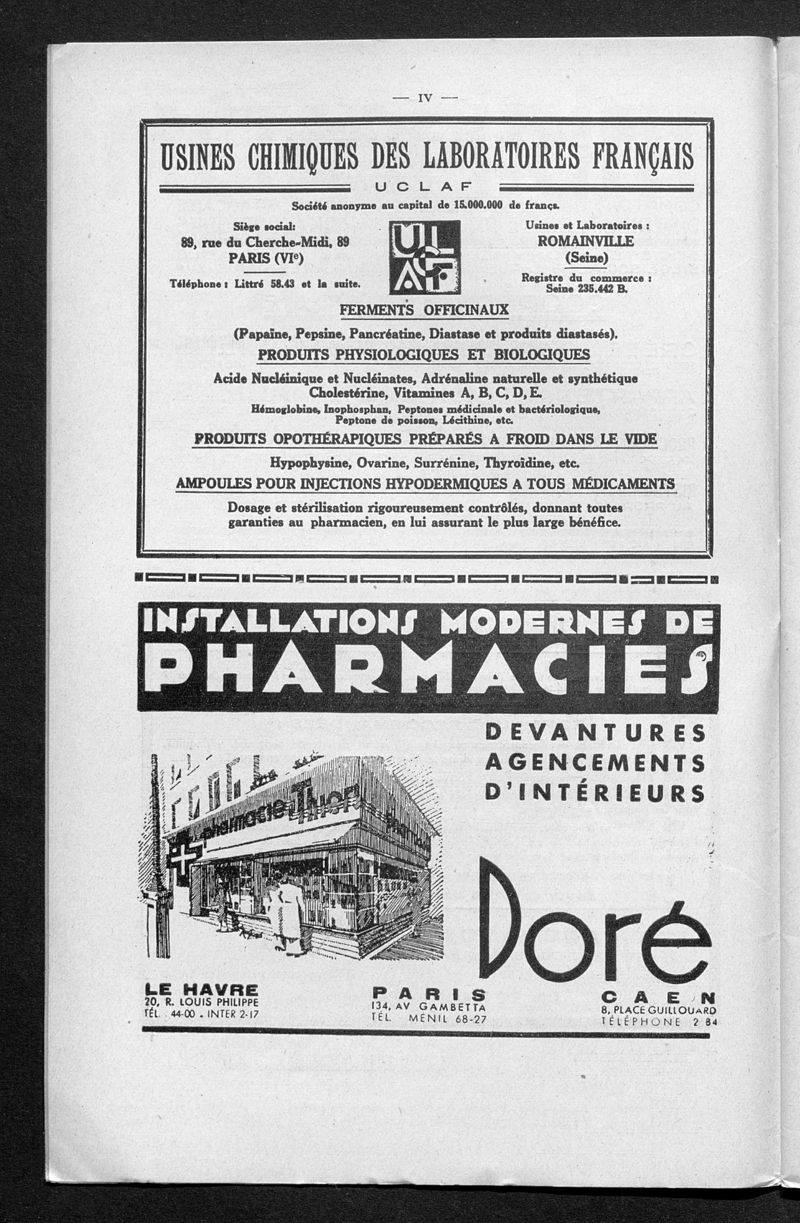 — IV —
USINES CHIMIQUES DES LABORATOIRES FRANÇAIS
UCLAF
Société anonyme au capital de 15.000.000 de francs.
Siège social:
89, rue du Cherche-Midi, 89
PARIS (VIe)
Téléphone : Littré 58.43 et la suite.
UCLAF
Usines et Laboratoires :
ROMAINVILLE
(Seine)
Registre du commerce :
Seine 235.442 B.
FERMENTS OFFICINAUX
(Papaïne, Pepsine, Pancréatine, Diastase et produits diastasés).
PRODUITS PHYSIOLOGIQUES ET BIOLOGIQUES
Acide Nucléinique et Nucléinates, Adrénaline naturelle et synthétique
Cholestérine, Vitamines A, B, C, D, E.
Hémoglobine, Inophosphan, Peptones médicinale et bactériologique,
Peptone de poisson, Lécithine, etc.
PRODUITS OPOTHÉRAPIQUES PRÉPARÉS A FROID DANS LE VIDE
Hypophysine, Ovarine, Surrénine, Thyroïdine, etc.
AMPOULES POUR INJECTIONS HYPODERMIQUES A TOUS MÉDICAMENTS
Dosage et stérilisation rigoureusement contrôlés, donnant toutes
garanties au pharmacien, en lui assurant le plus large bénéfice.
INSTALLATIONS MODERNES DE
PHARMACIES
DEVANTURES
AGENCEMENTS
D'INTÉRIEURS
pharmacie Thion
pharmacie
Doré
LE HAVRE
20, R. LOUIS PHILIPPE
TÉL. 44-00 . INTER 2-17
PARIS
134, AV GAMBETTA
TÉL. MENIL 68-27
CAEN
8, PLACE GUILLOUARD
TÉLÉPHONE 2 84